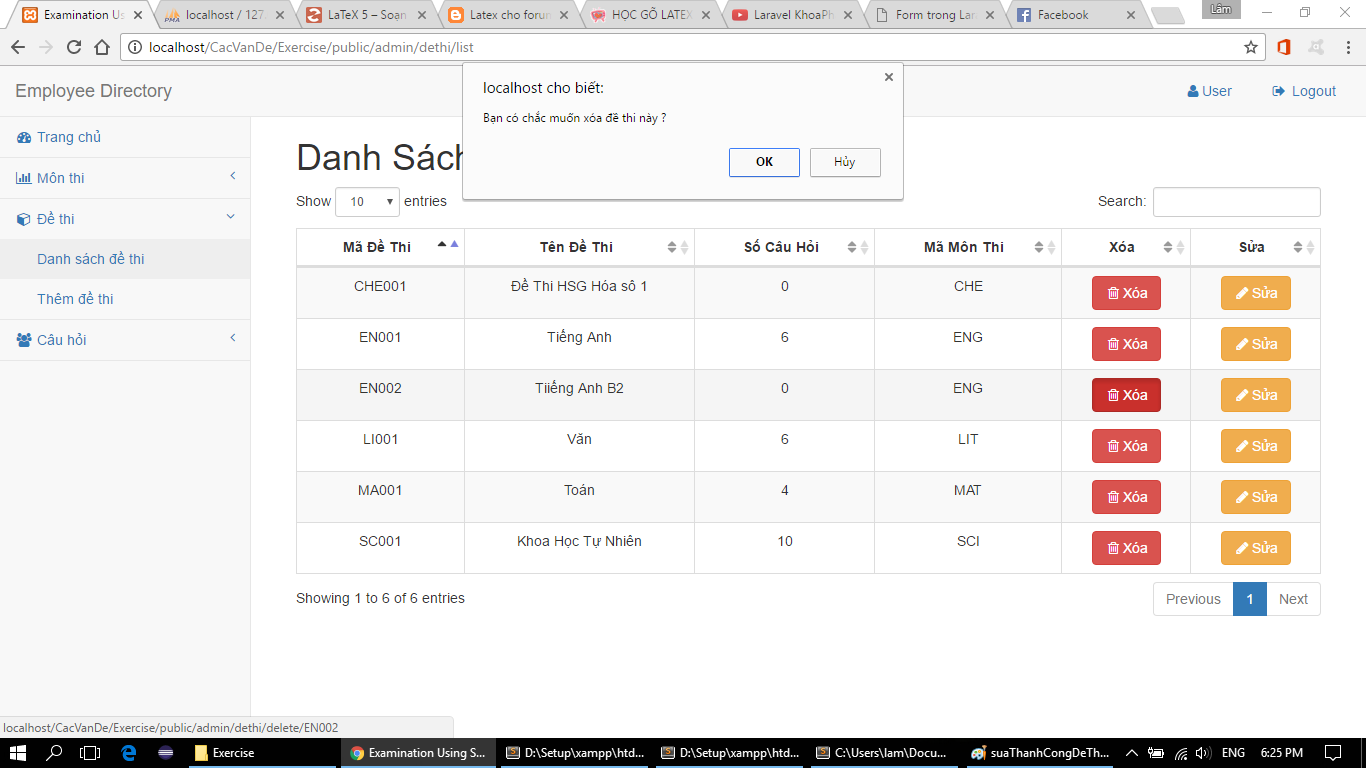 Examination Us
localhost / 127.
LaTeX 5 – Soạn
Latex cho forun
HỌC GÕ LATEX
Laravel KhoaPh
Form trong Lar
Facebook
Lâm
localhost/CacVanDe/Exercise/public/admin/dethi/list
Employee Directory
User
Logout
localhost cho biết:
Bạn có chắc muốn xóa đề thi này ?
OK
Hủy
Trang chủ
Môn thi
Đề thi
Danh sách đề thi
Thêm đề thi
Câu hỏi
Danh Sách
Show 10 entries
Search:
Mã Đề Thi Tên Đề Thi Số Câu Hỏi Mã Môn Thi Xóa Sửa
CHE001 Đề Thi HSG Hóa số 1 0 CHE Xóa Sửa
EN001 Tiếng Anh 6 ENG Xóa Sửa
EN002 Tiiếng Anh B2 0 ENG Xóa Sửa
LI001 Văn 6 LIT Xóa Sửa
MA001 Toán 4 MAT Xóa Sửa
SC001 Khoa Học Tự Nhiên 10 SCI Xóa Sửa
Showing 1 to 6 of 6 entries
Previous 1 Next
localhost/CacVanDe/Exercise/public/admin/dethi/delete/EN002
Exercise
Examination Using S...
D:\Setup\xampp\htd...
D:\Setup\xampp\htd...
C:\Users\lam\Docu...
suaThanhCongDeTh...
ENG
6:25 PM